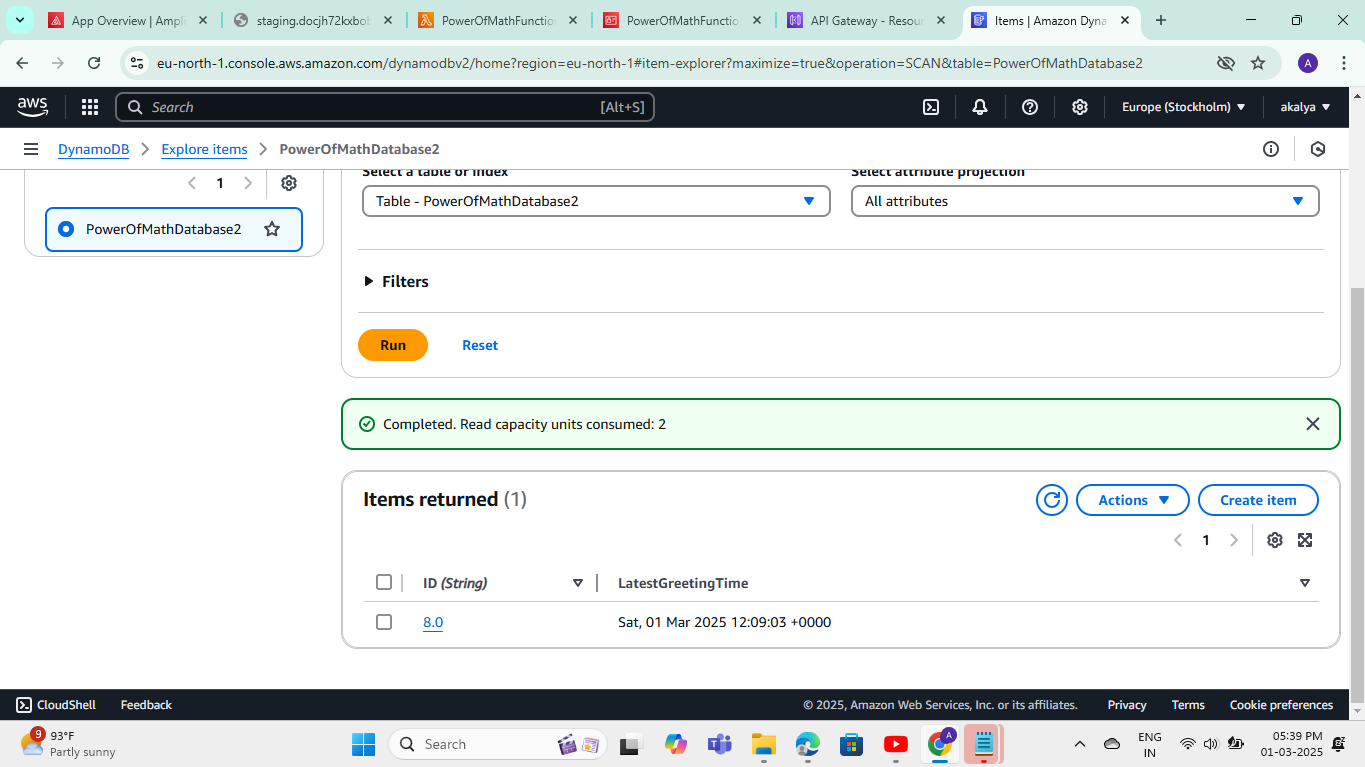 App Overview | Ampli
staging.docjh72kxbob
PowerOfMathFunctio
PowerOfMathFunctio
API Gateway - Resour
Items | Amazon Dyna
eu-north-1.console.aws.amazon.com/dynamodbv2/home?region=eu-north-1#item-explorer?maximize=true&operation=SCAN&table=PowerOfMathDatabase2
A
aws
Search
[Alt+S]
Europe (Stockholm)
akalya
DynamoDB
Explore items
PowerOfMathDatabase2
1
PowerOfMathDatabase2
Select a table or index
Select attribute projection
Table - PowerOfMathDatabase2
All attributes
Filters
Run
Reset
Completed. Read capacity units consumed: 2
Items returned (1)
Actions
Create item
1
ID (String)
LatestGreetingTime
8.0
Sat, 01 Mar 2025 12:09:03 +0000
CloudShell
Feedback
© 2025, Amazon Web Services, Inc. or its affiliates.
Privacy
Terms
Cookie preferences
9
93°F
Partly sunny
Search
A
ENG
IN
05:39 PM
01-03-2025